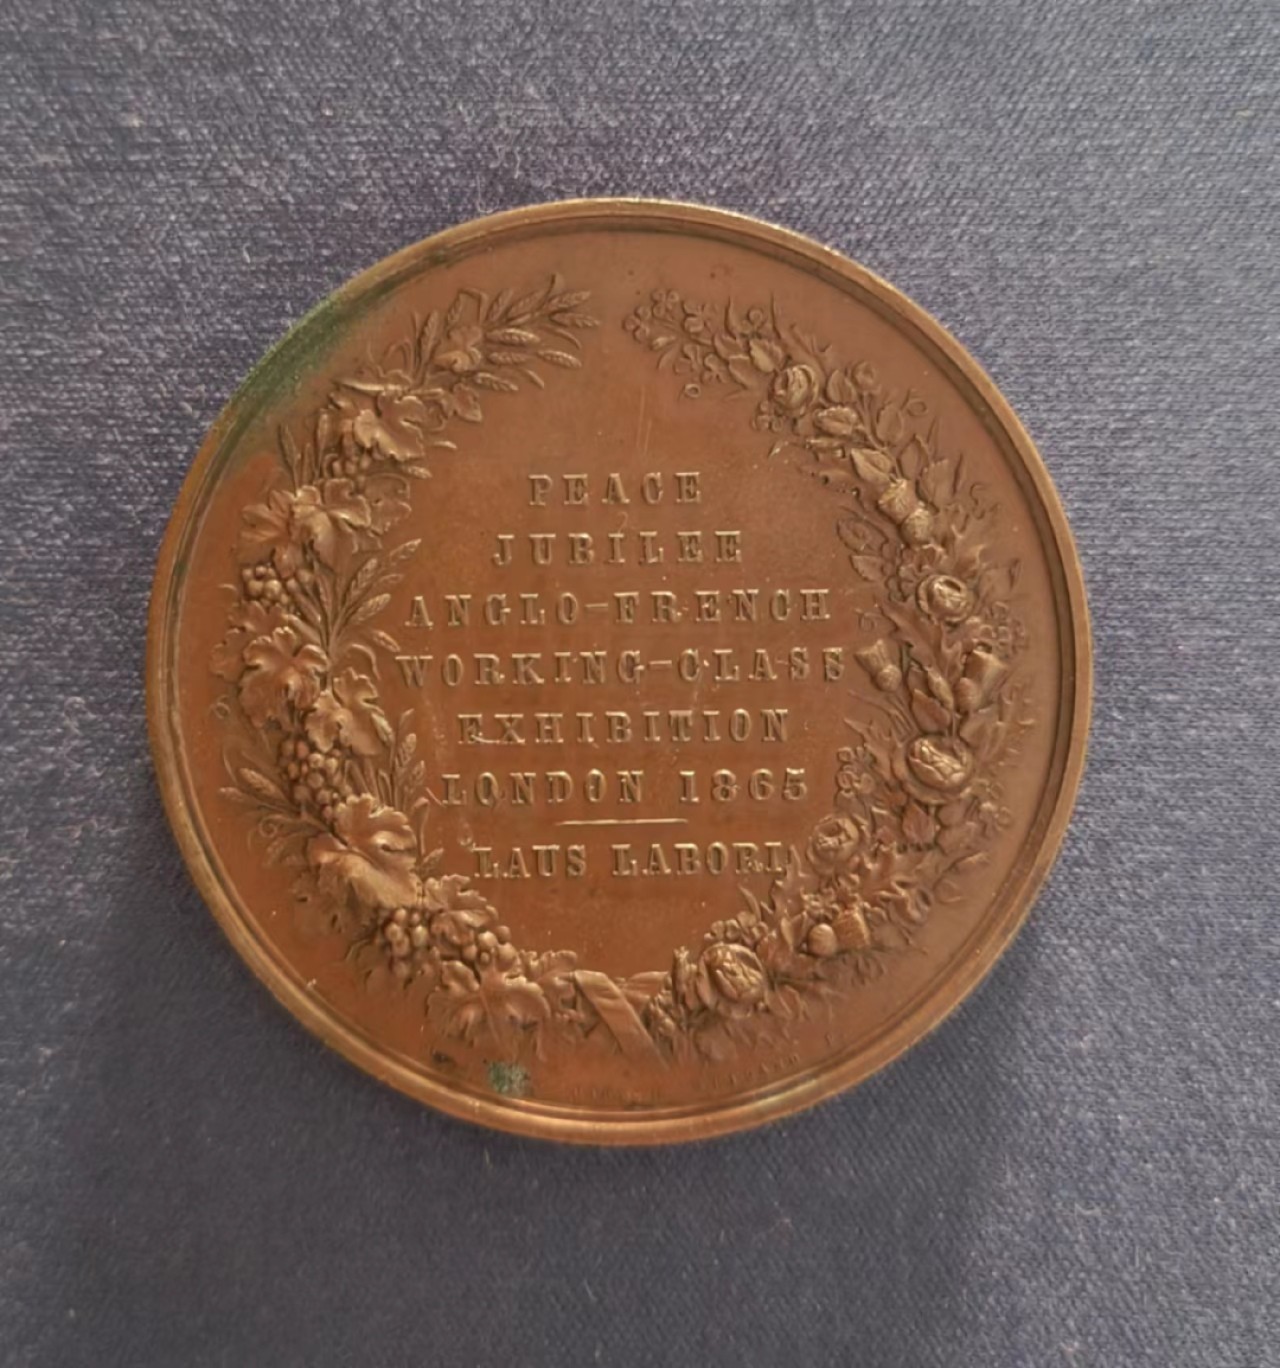 PEACE
JUBILEE
ANGLO-FRENCH
WORKING-CLASS
EXHIBITION
LONDON 1865
LAUS LABORI